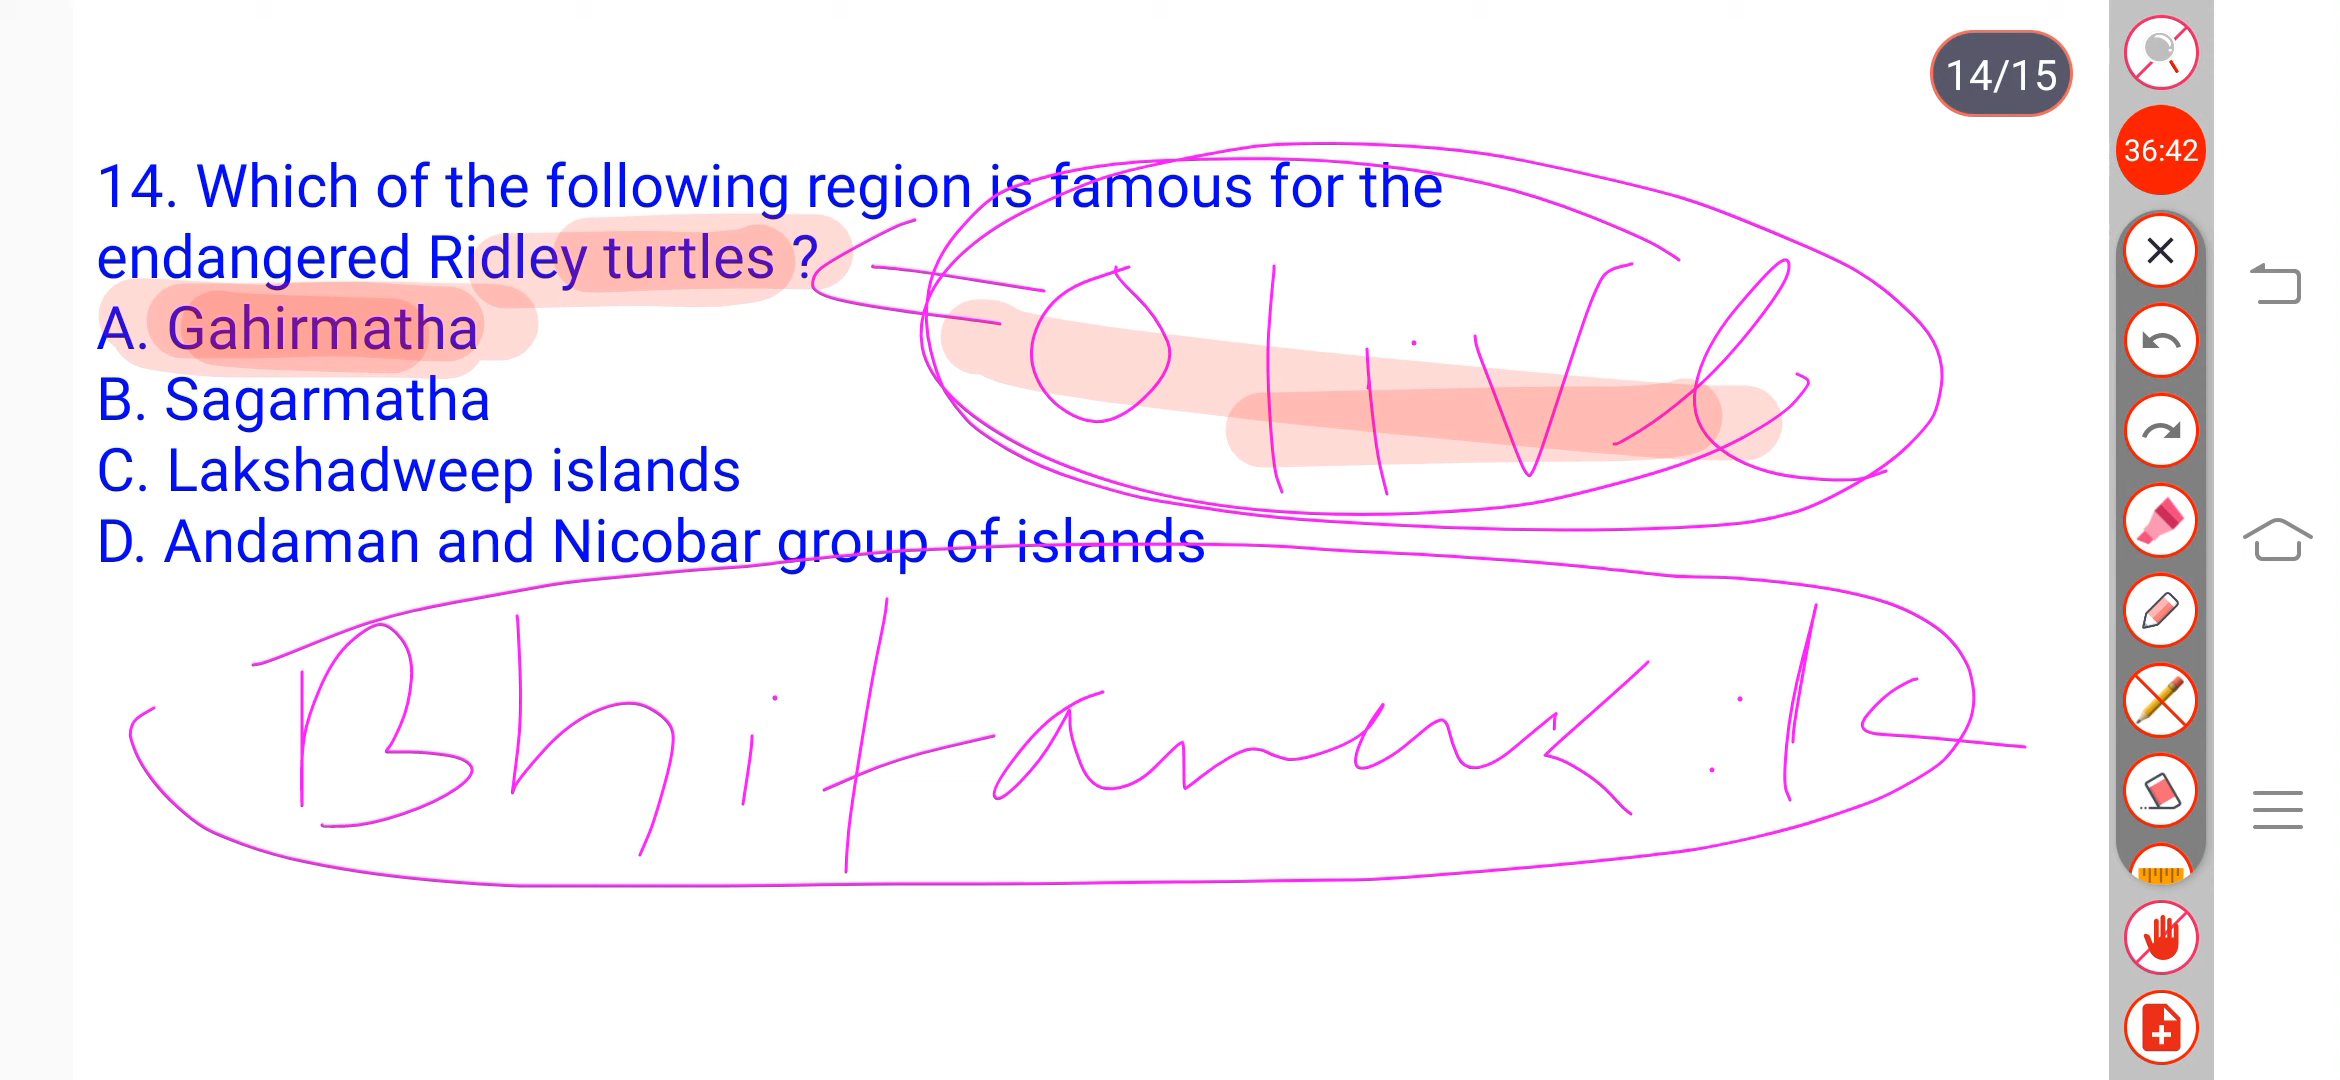 14/15
36:42
14. Which of the following region is famous for the
endangered Ridley turtles ?
Olive
A. Gahirmatha
B. Sagarmatha
C. Lakshadweep islands
D. Andaman and Nicobar group of islands